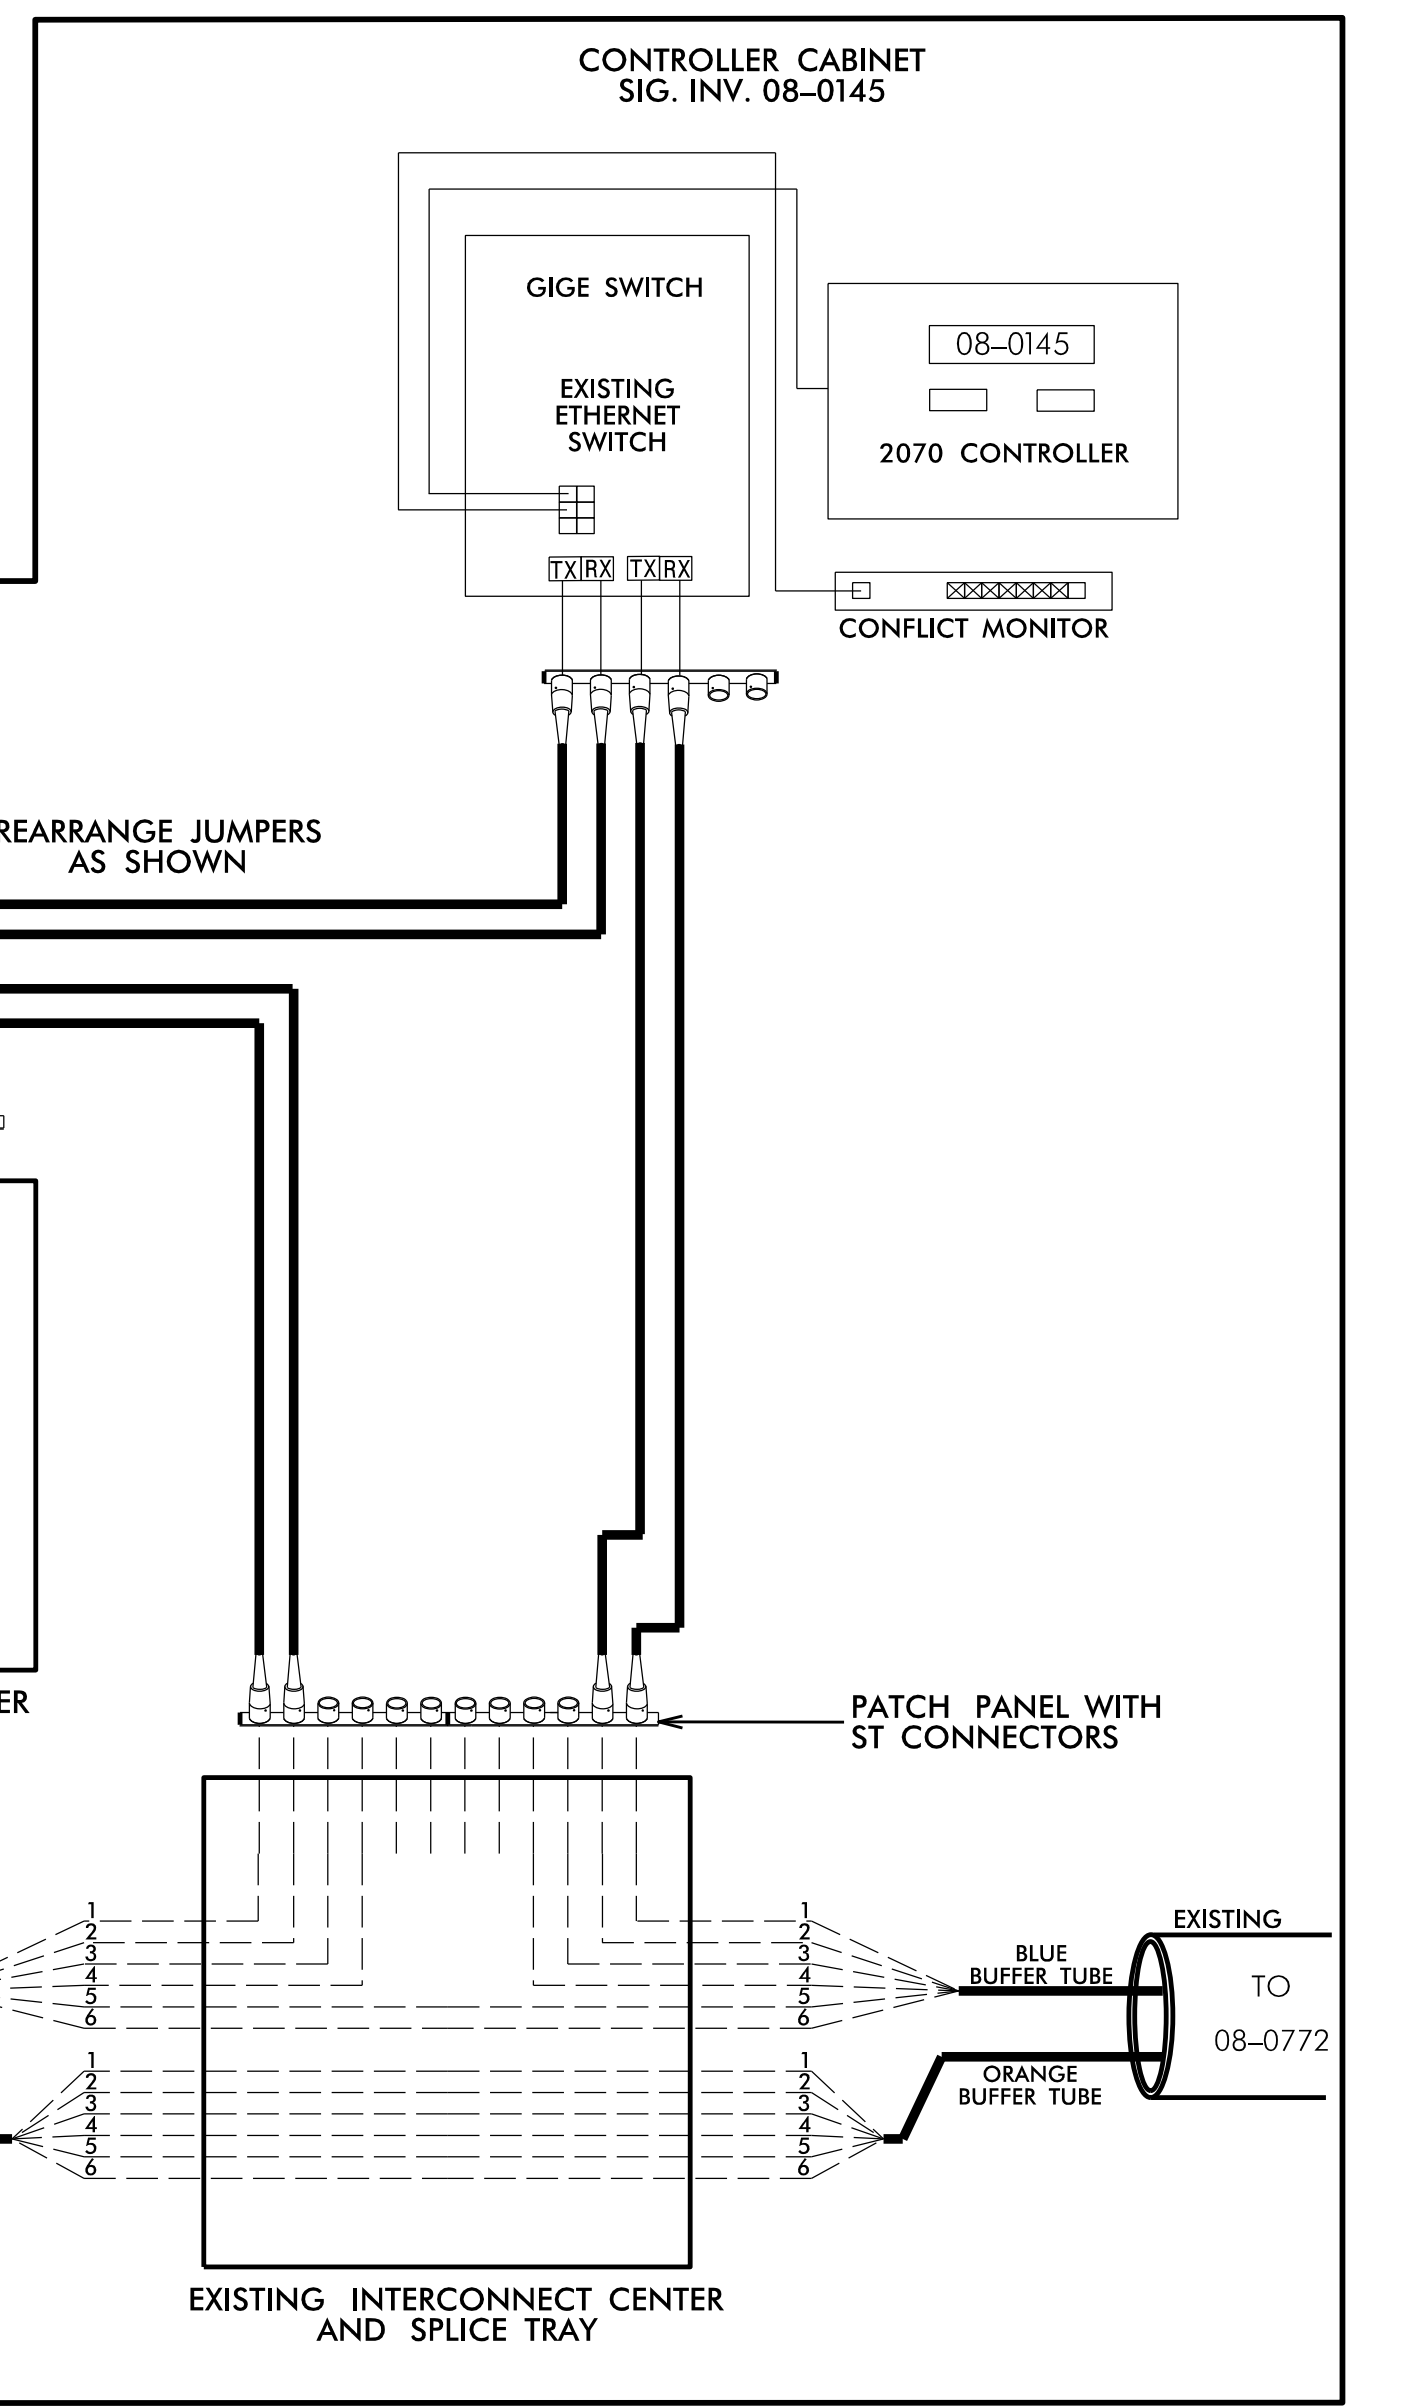 CONTROLLER CABINET
SIG. INV. 08–0145
GIGE SWITCH
EXISTING
ETHERNET
SWITCH
08–0145
2070 CONTROLLER
TX RX TX RX
CONFLICT MONITOR
REARRANGE JUMPERS
AS SHOWN
ER
PATCH PANEL WITH
ST CONNECTORS
1
2
3
4
5
6
1
2
3
4
5
6
1
2
3
4
5
6
1
2
3
4
5
6
BLUE
BUFFER TUBE
ORANGE
BUFFER TUBE
EXISTING
TO
08–0772
EXISTING INTERCONNECT CENTER
AND SPLICE TRAY